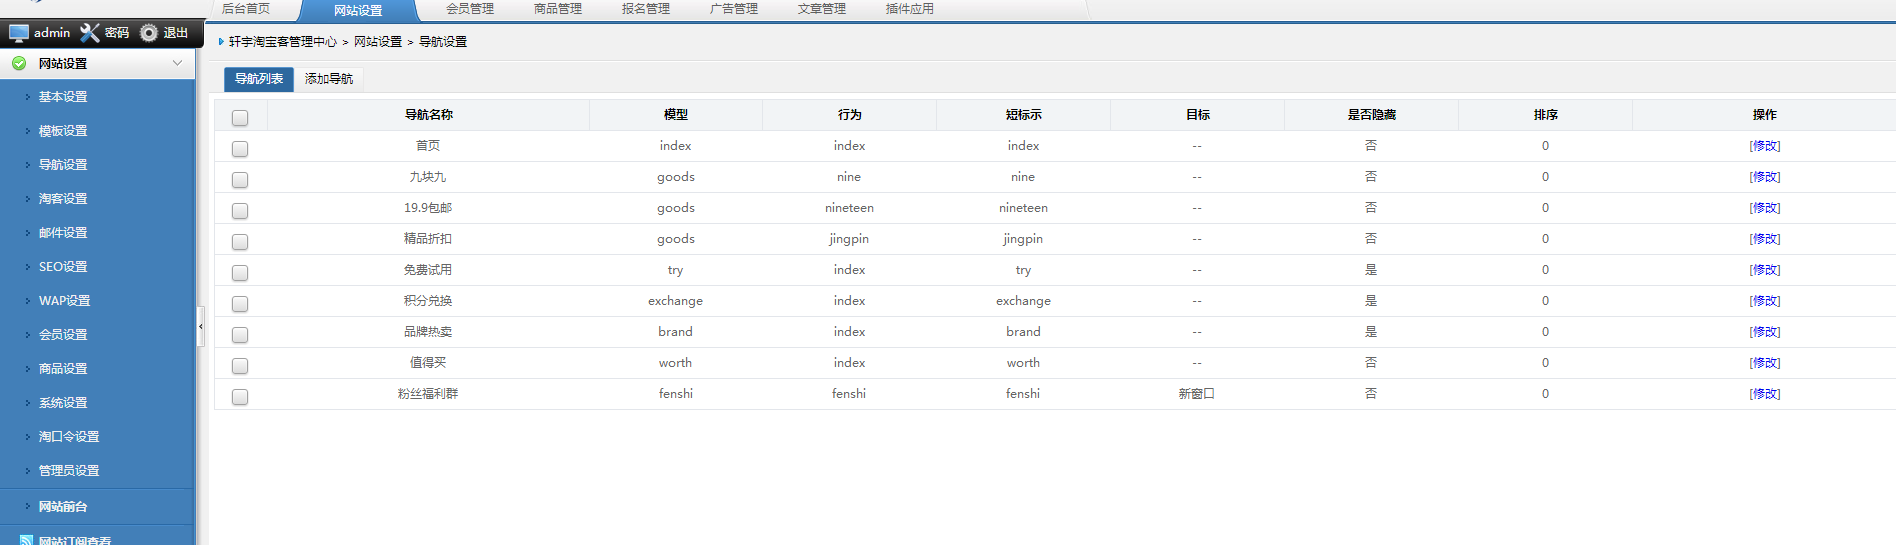 后台首页 网站设置 会员管理 商品管理 报名管理 广告管理 文章管理 插件应用
admin 密码 退出
轩宇淘宝客管理中心 > 网站设置 > 导航设置
网站设置
基本设置
模板设置
导航设置
淘客设置
邮件设置
SEO设置
WAP设置
会员设置
商品设置
系统设置
淘口令设置
管理员设置
网站前台
网站订阅查看
导航列表 添加导航
导航名称 模型 行为 短标示 目标 是否隐藏 排序 操作
首页 index index index -- 否 0 [修改]
九块九 goods nine nine -- 否 0 [修改]
19.9包邮 goods nineteen nineteen -- 否 0 [修改]
精品折扣 goods jingpin jingpin -- 否 0 [修改]
免费试用 try index try -- 是 0 [修改]
积分兑换 exchange index exchange -- 是 0 [修改]
品牌热卖 brand index brand -- 是 0 [修改]
值得买 worth index worth -- 否 0 [修改]
粉丝福利群 fenshi fenshi fenshi 新窗口 否 0 [修改]